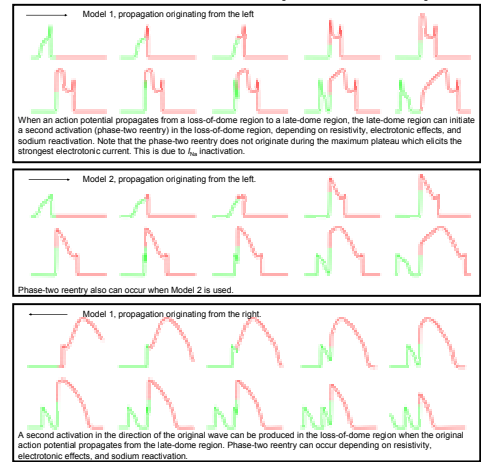 Model 1, propagation originating from the left
When an action potential propagates from a loss-of-dome region to a late-dome region, the late-dome region can initiate
a second activation (phase-two reentry) in the loss-of-dome region, depending on resistivity, electrotonic effects, and
sodium reactivation. Note that the phase-two reentry does not originate during the maximum plateau which elicits the
strongest electrotonic current. This is due to INa inactivation.
Model 2, propagation originating from the left.
Phase-two reentry also can occur when Model 2 is used.
Model 1, propagation originating from the right.
A second activation in the direction of the original wave can be produced in the loss-of-dome region when the original
action potential propagates from the late-dome region. Phase-two reentry can occur depending on resistivity,
electrotonic effects, and sodium reactivation.